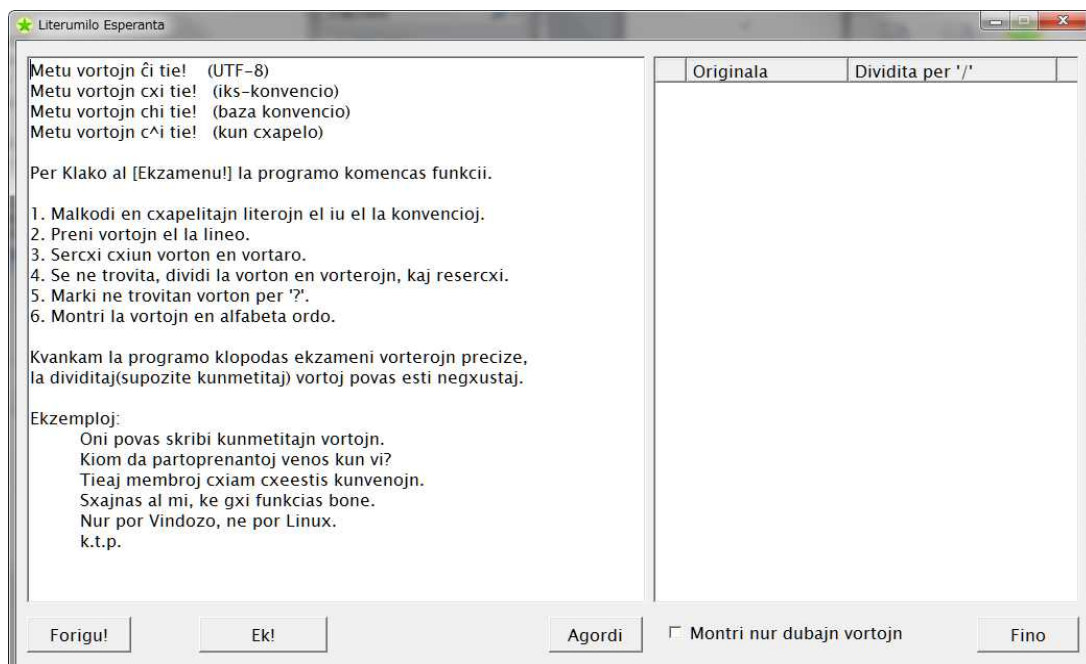 Literumilo Esperanta
Metu vortojn ĉi tie!   (UTF-8)
Metu vortojn cxi tie!   (iks-konvencio)
Metu vortojn chi tie!   (baza konvencio)
Metu vortojn c^i tie!   (kun cxapelo)
Per Klako al [Ekzamenu!] la programo komencas funkcii.
1. Malkodi en cxapelitajn literojn el iu el la konvencioj.
2. Preni vortojn el la lineo.
3. Sercxi cxiun vorton en vortaro.
4. Se ne trovita, dividi la vorton en vorterojn, kaj resercxi.
5. Marki ne trovitan vorton per '?'.
6. Montri la vortojn en alfabeta ordo.
Kvankam la programo klopodas ekzameni vorterojn precize,
la dividitaj(supozite kunmetitaj) vortoj povas esti negxustaj.
Ekzemploj:
Oni povas skribi kunmetitajn vortojn.
Kiom da partoprenantoj venos kun vi?
Tieaj membroj cxiam cxeestis kunvenojn.
Sxajnas al mi, ke gxi funkcias bone.
Nur por Vindozo, ne por Linux.
k.t.p.
Originala
Dividita per '/'
Forigu!
Ek!
Agordi
Montri nur dubajn vortojn
Fino